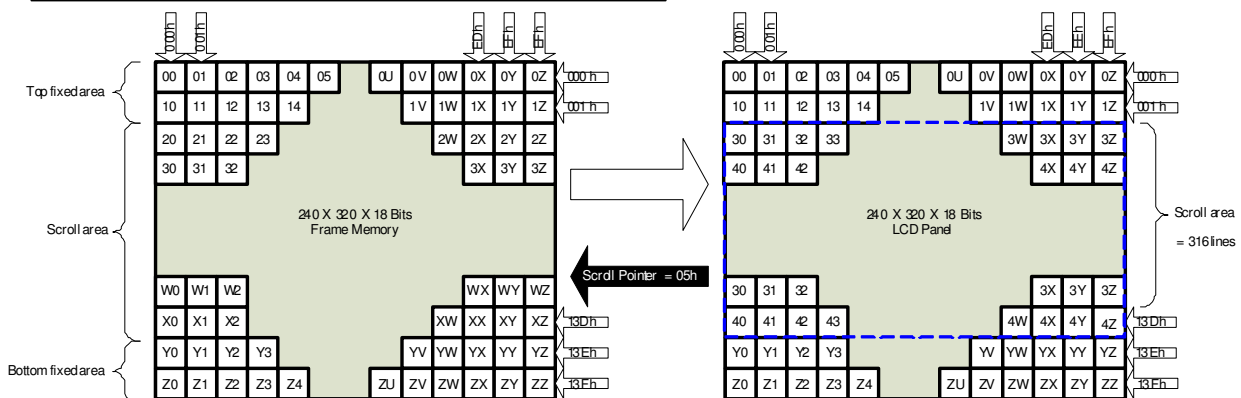 000h 001h EDh EFh EFh 000h 001h EDh EEh EFh
00 01 02 03 04 05 0U 0V 0W 0X 0Y 0Z 000h 00 01 02 03 04 05 0U 0V 0W 0X 0Y 0Z 000h
Top fixed area
10 11 12 13 14 1V 1W 1X 1Y 1Z 001h 10 11 12 13 14 1V 1W 1X 1Y 1Z 001h
20 21 22 23 2W 2X 2Y 2Z 30 31 32 33 3W 3X 3Y 3Z
30 31 32 3X 3Y 3Z 40 41 42 4X 4Y 4Z
240 X 320 X 18 Bits 240 X 320 X 18 Bits
Frame Memory LCD Panel
Scroll area Scroll area
= 316 lines
Scroll Pointer = 05h
W0 W1 W2 WX WY WZ 30 31 32 3X 3Y 3Z
X0 X1 X2 XW XX XY XZ 13Dh 40 41 42 43 4W 4X 4Y 4Z 13Dh
Y0 Y1 Y2 Y3 YV YW YX YY YZ 13Eh Y0 Y1 Y2 Y3 YV YW YX YY YZ 13Eh
Bottom fixed area
Z0 Z1 Z2 Z3 Z4 ZU ZV ZW ZX ZY ZZ 13Fh Z0 Z1 Z2 Z3 Z4 ZU ZV ZW ZX ZY ZZ 13Fh